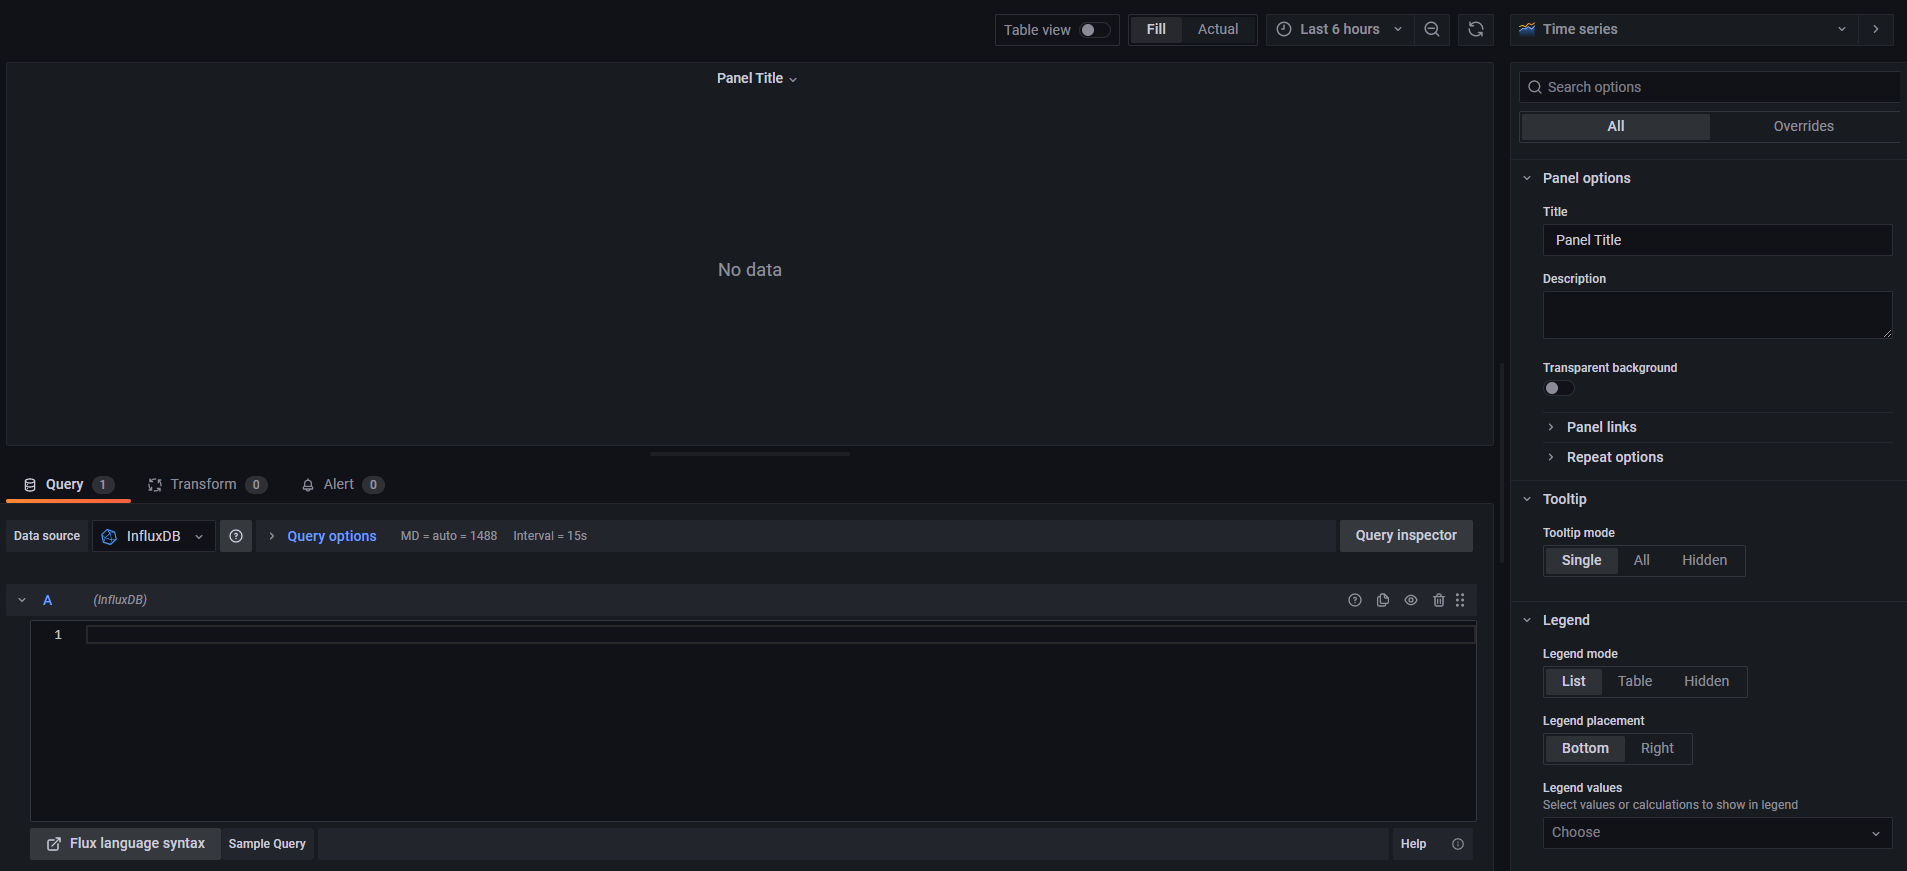 Table view
Fill Actual
Last 6 hours
Time series
Panel Title
No data
Search options
All Overrides
Panel options
Title
Panel Title
Description
Transparent background
Panel links
Repeat options
Tooltip
Tooltip mode
Single All Hidden
Legend
Legend mode
List Table Hidden
Legend placement
Bottom Right
Legend values
Select values or calculations to show in legend
Choose
Query 1 Transform 0 Alert 0
Data source InfluxDB Query options MD = auto = 1488 Interval = 15s Query inspector
A (InfluxDB)
1
Flux language syntax Sample Query Help